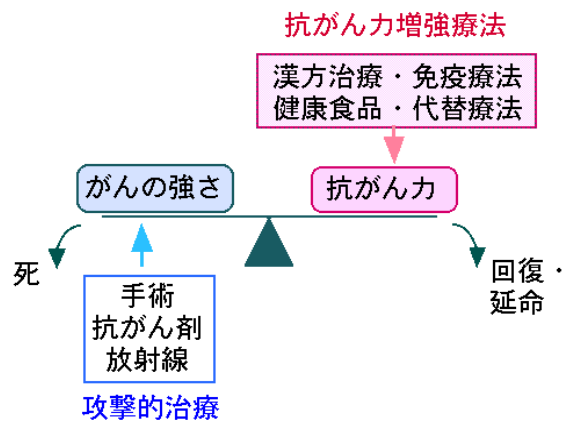 抗がん力増強療法
漢方治療・免疫療法
健康食品・代替療法
がんの強さ
抗がん力
死
回復・
延命
手術
抗がん剤
放射線
攻撃的治療